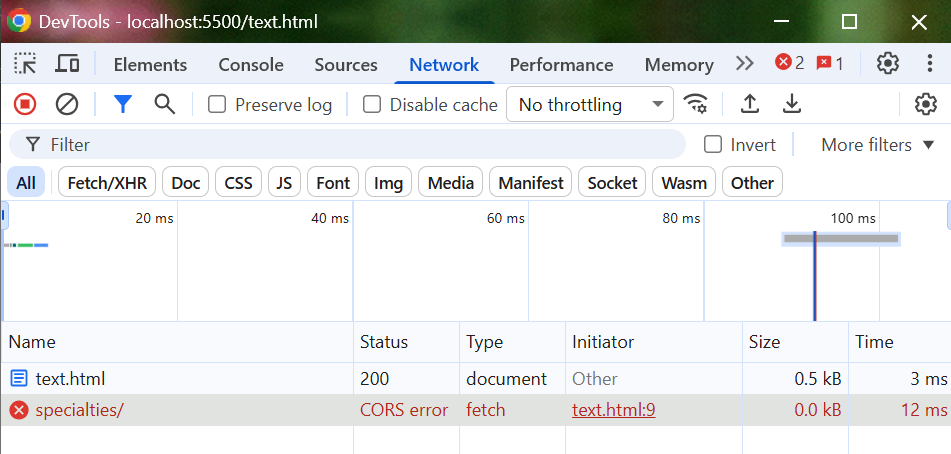 DevTools - localhost:5500/text.html
Elements Console Sources Network Performance Memory 2 1
Preserve log Disable cache No throttling
Filter Invert More filters
All Fetch/XHR Doc CSS JS Font Img Media Manifest Socket Wasm Other
20 ms 40 ms 60 ms 80 ms 100 ms
Name Status Type Initiator Size Time
text.html 200 document Other 0.5 kB 3 ms
specialties/ CORS error fetch text.html:9 0.0 kB 12 ms